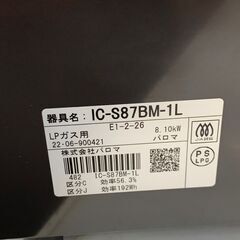 器具名: IC-S87BM-1L
E1-2-26
LPガス用 8.10kW
22·06-900421 パロマ
株式会社パロマ
PS
LPG
482 IC-S87BM-1L
区分C 効率56.3%
区分J 効率192Wh